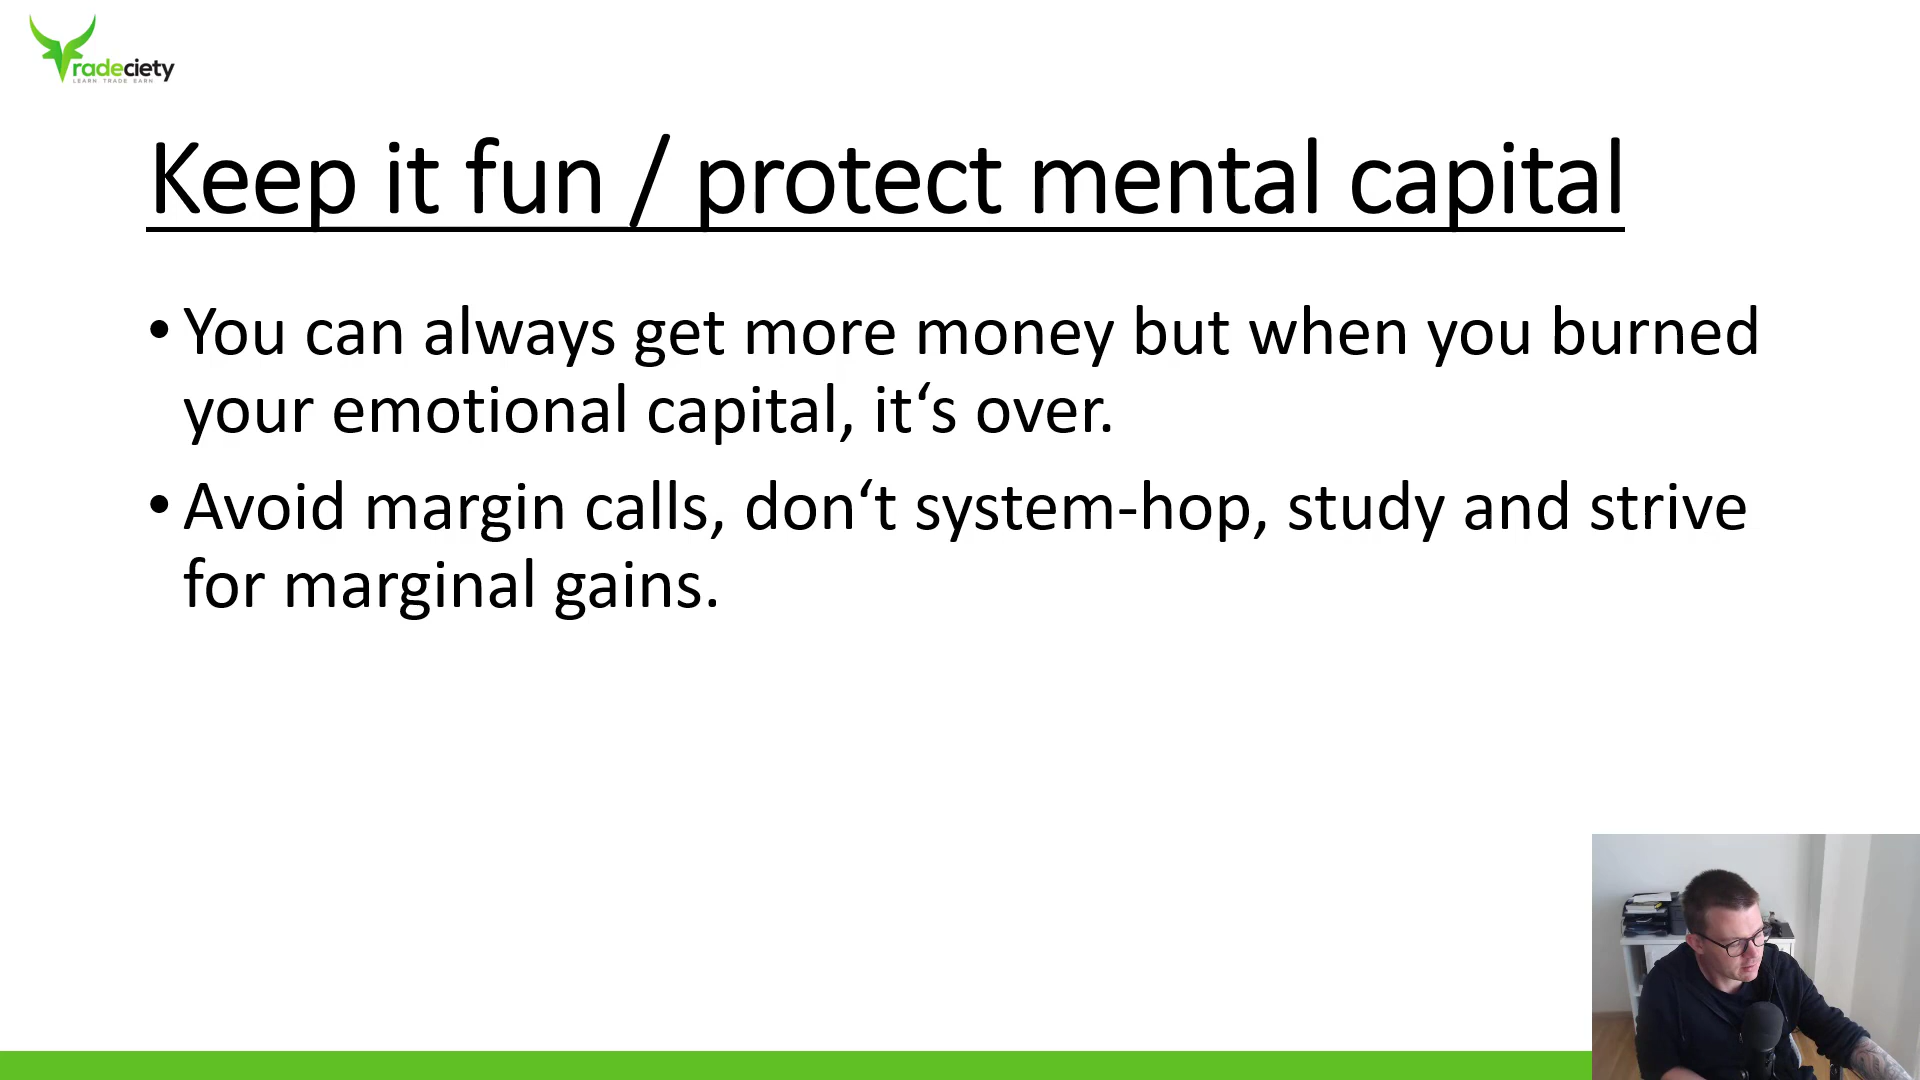 Tradeciety
LEARN TRADE EARN
Keep it fun / protect mental capital
• You can always get more money but when you burned
your emotional capital, it‘s over.
• Avoid margin calls, don‘t system-hop, study and strive
for marginal gains.